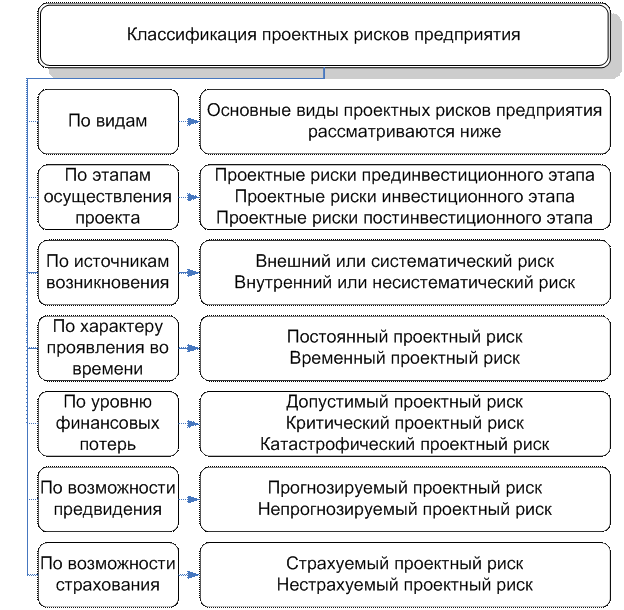 Классификация проектных рисков предприятия
По видам
Основные виды проектных рисков предприятия
рассматриваются ниже
По этапам
осуществления
проекта
Проектные риски прединвестиционного этапа
Проектные риски инвестиционного этапа
Проектные риски постинвестиционного этапа
По источникам
возникновения
Внешний или систематический риск
Внутренний или несистематический риск
По характеру
проявления во
времени
Постоянный проектный риск
Временный проектный риск
По уровню
финансовых
потерь
Допустимый проектный риск
Критический проектный риск
Катастрофический проектный риск
По возможности
предвидения
Прогнозируемый проектный риск
Непрогнозируемый проектный риск
По возможности
страхования
Страхуемый проектный риск
Нестрахуемый проектный риск